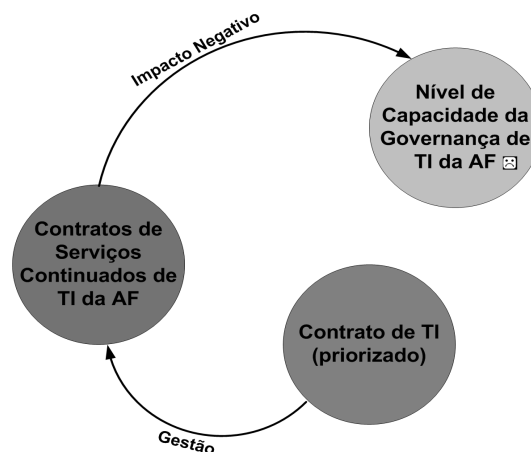 Impacto Negativo
Nível de
Capacidade da
Governança de
TI da AF
Contratos de
Serviços
Continuados de
TI da AF
Contrato de TI
(priorizado)
Gestão